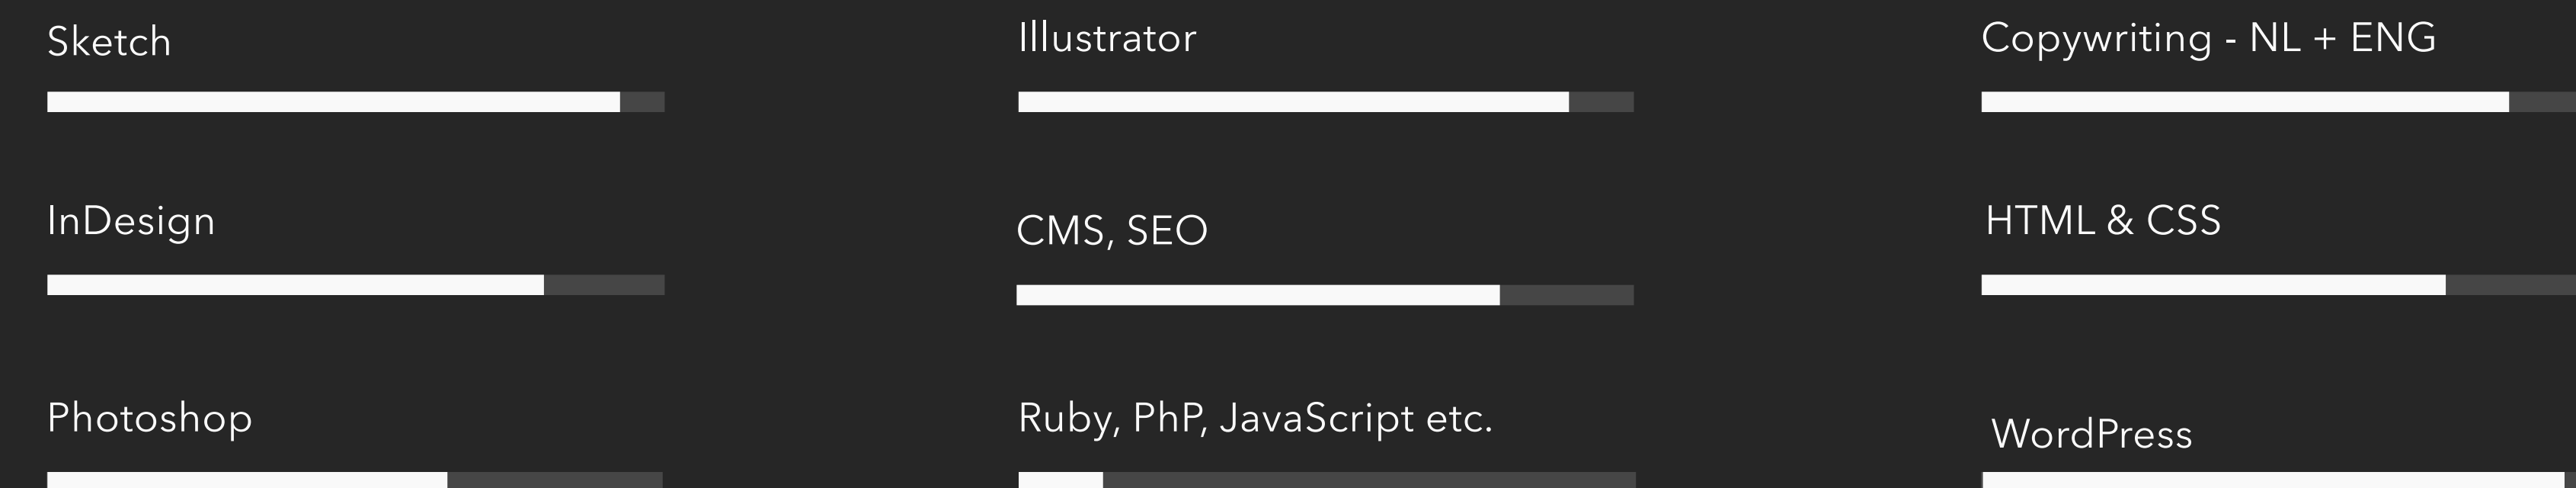 Sketch
Illustrator
Copywriting - NL + ENG
InDesign
CMS, SEO
HTML & CSS
Photoshop
Ruby, PhP, JavaScript etc.
WordPress